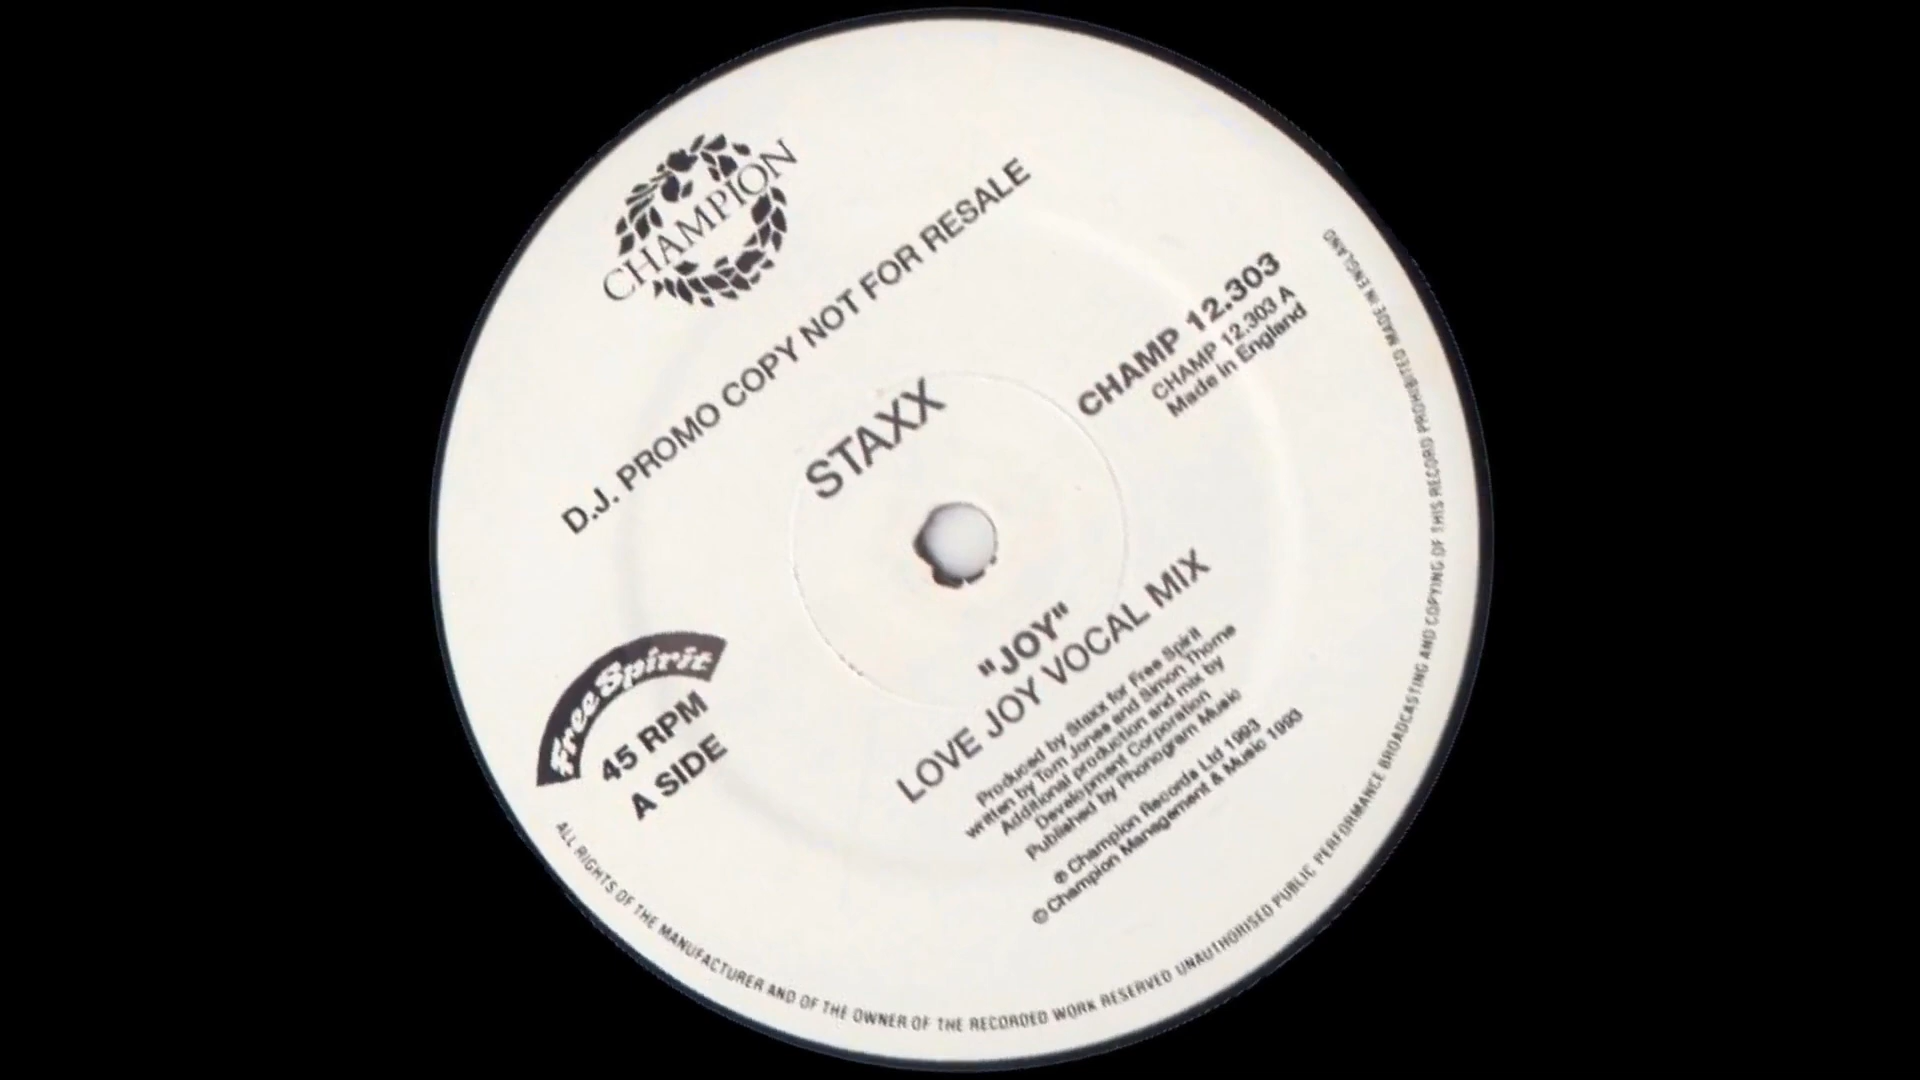 CHAMPION
D.J. PROMO COPY NOT FOR RESALE
STAXX
CHAMP 12.303
CHAMP 12.303 A
Made in England
Free Spirit
45 RPM
A SIDE
"JOY"
LOVE JOY VOCAL MIX
Produced by Staxx for Free Spirit
written by Tom Jones and Simon Thorne
Additional production and mix by
Development Corporation
Published by Phonogram Music
℗ Champion Records Ltd 1993
© Champion Management & Music 1993
ALL RIGHTS OF THE MANUFACTURER AND OF THE OWNER OF THE RECORDED WORK RESERVED UNAUTHORISED PUBLIC PERFORMANCE BROADCASTING AND COPYING OF THIS RECORD PROHIBITED MADE IN ENGLAND